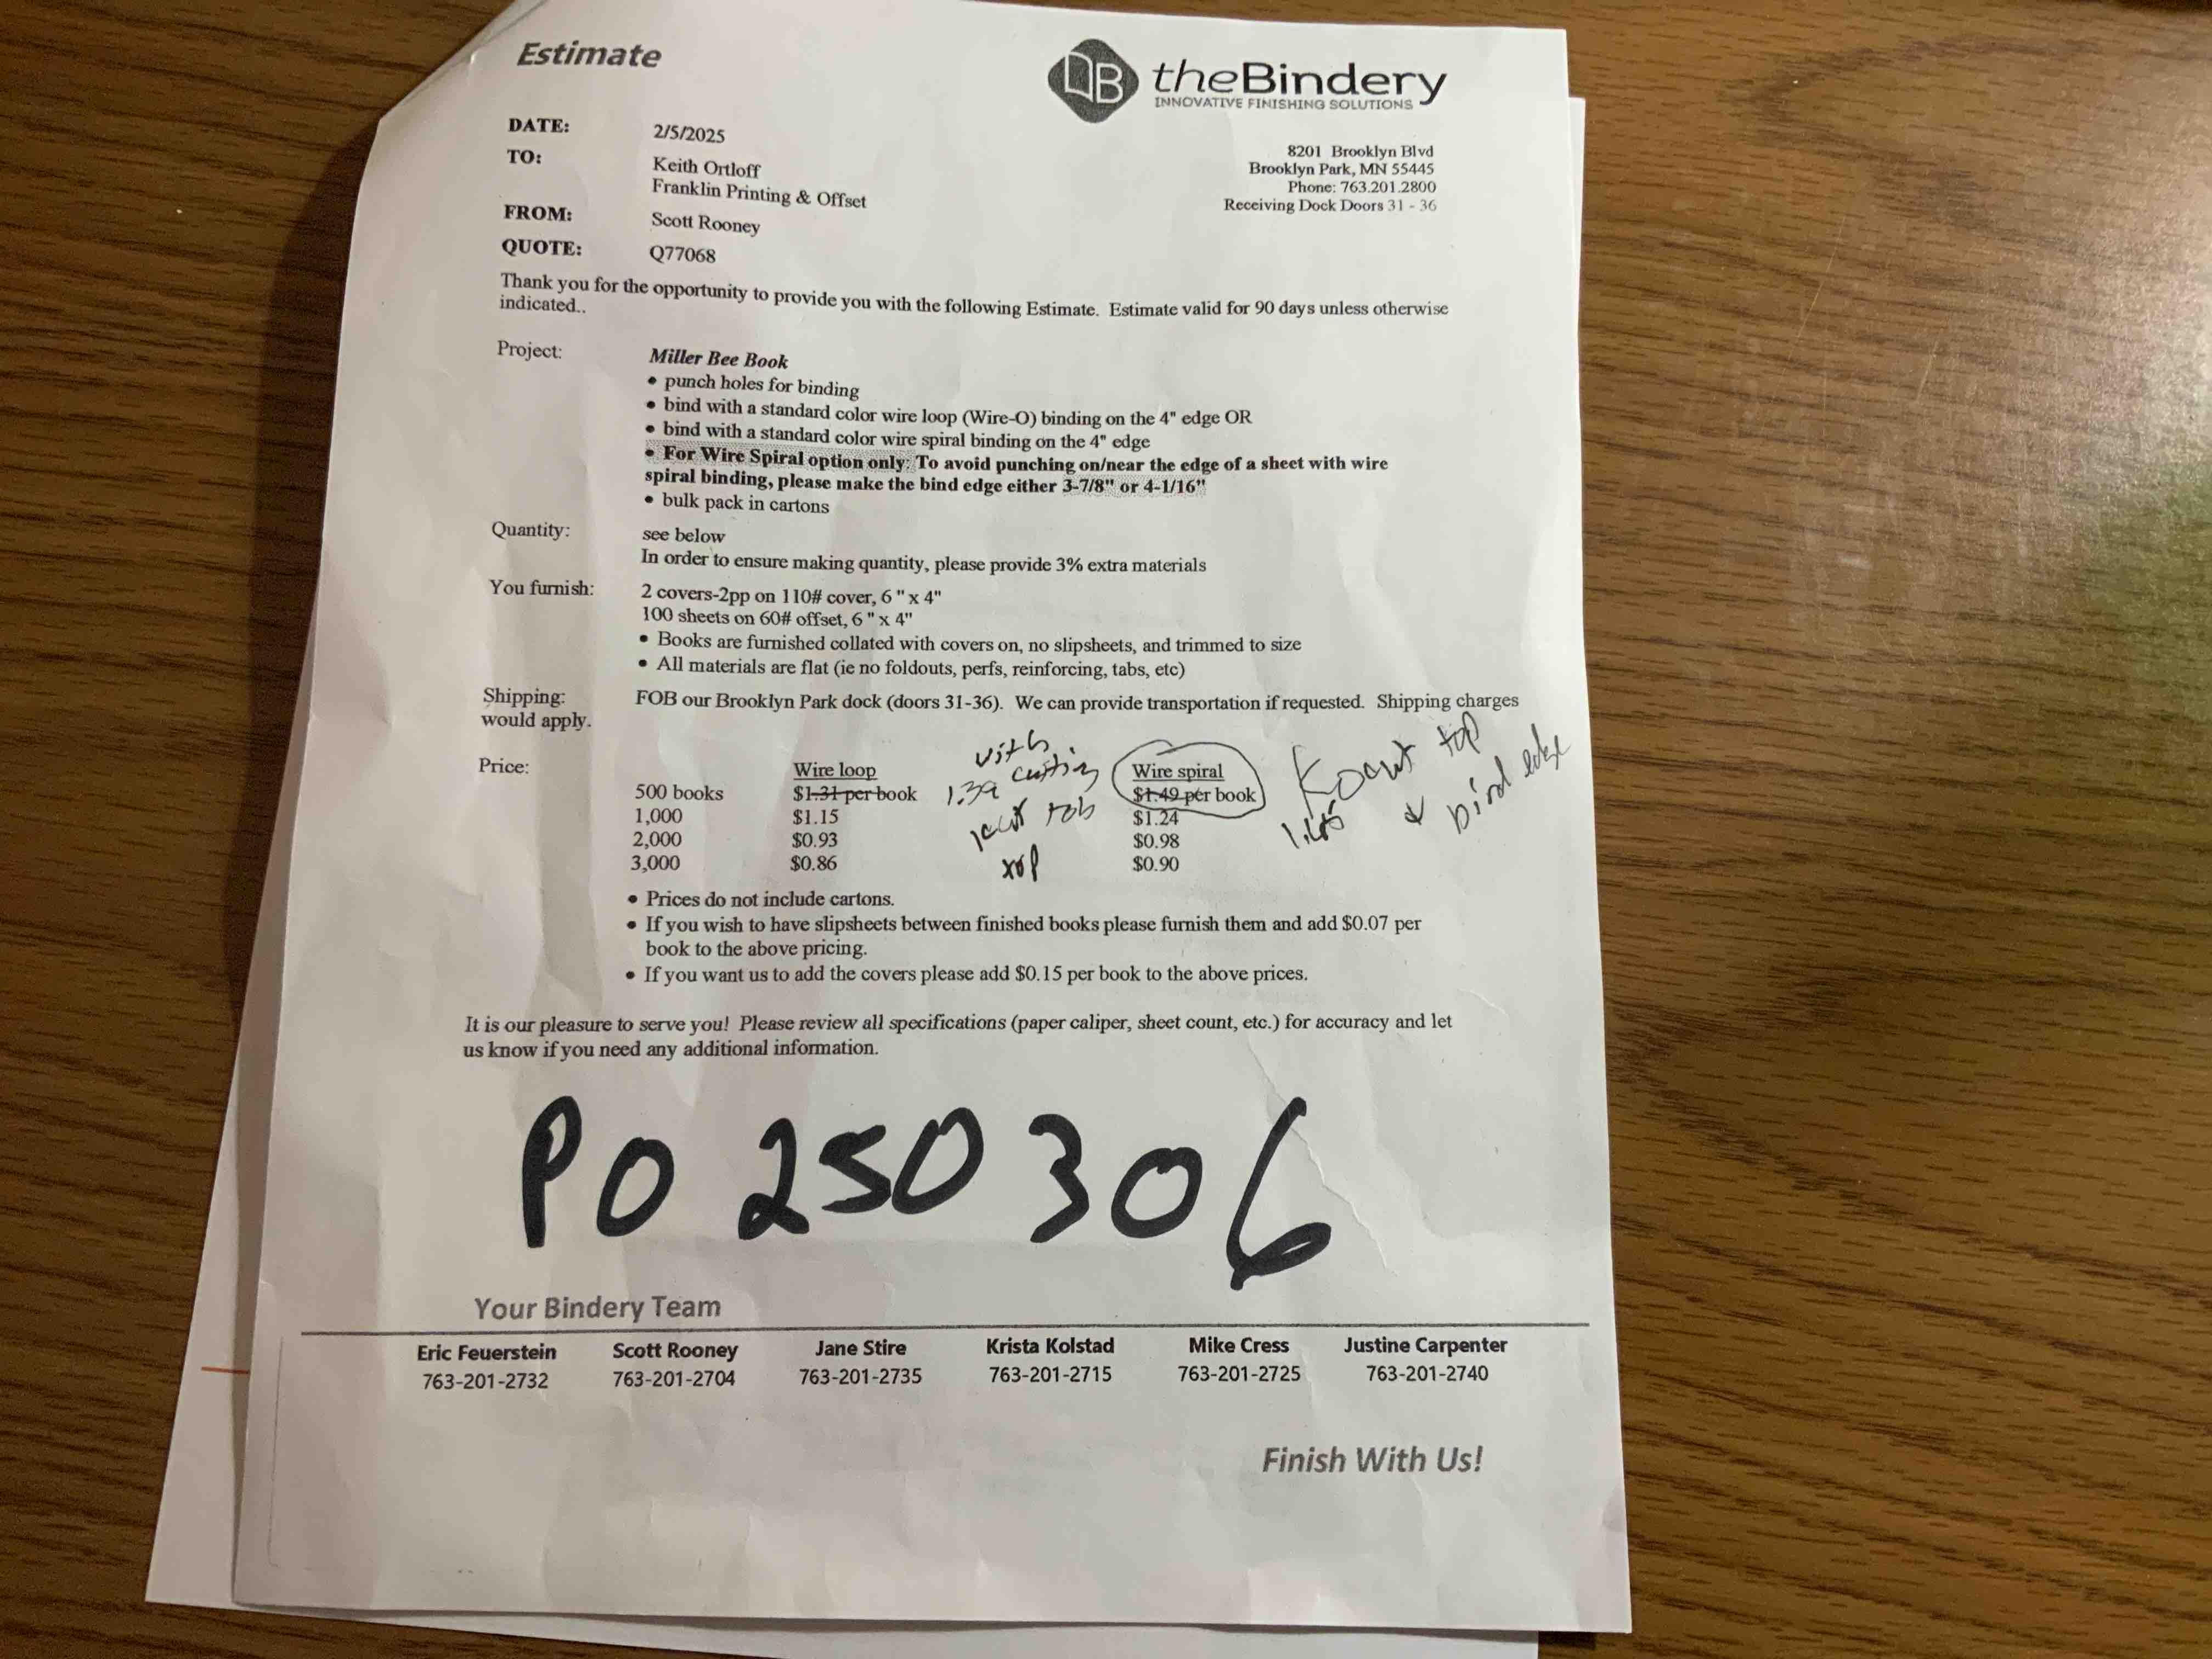 Estimate
theBindery
INNOVATIVE FINISHING SOLUTIONS
8201 Brooklyn Blvd
Brooklyn Park, MN 55445
Phone: 763.201.2800
Receiving Dock Doors 31 - 36
DATE: 2/5/2025
TO: Keith Ortloff
Franklin Printing & Offset
FROM: Scott Rooney
QUOTE: Q77068
Thank you for the opportunity to provide you with the following Estimate. Estimate valid for 90 days unless otherwise
indicated..
Project: Miller Bee Book
• punch holes for binding
• bind with a standard color wire loop (Wire-O) binding on the 4" edge OR
• bind with a standard color wire spiral binding on the 4" edge
• For Wire Spiral option only: To avoid punching on/near the edge of a sheet with wire
spiral binding, please make the bind edge either 3-7/8" or 4-1/16"
• bulk pack in cartons
Quantity: see below
In order to ensure making quantity, please provide 3% extra materials
You furnish: 2 covers-2pp on 110# cover, 6 " x 4"
100 sheets on 60# offset, 6 " x 4"
• Books are furnished collated with covers on, no slipsheets, and trimmed to size
• All materials are flat (ie no foldouts, perfs, reinforcing, tabs, etc)
Shipping: FOB our Brooklyn Park dock (doors 31-36). We can provide transportation if requested. Shipping charges
would apply.
Price: Wire loop Wire spiral
500 books $1.31 per book $1.49 per book
1,000 $1.15 $1.24
2,000 $0.93 $0.98
3,000 $0.86 $0.90
with
cutting
1.39
top
& bind edge
• Prices do not include cartons.
• If you wish to have slipsheets between finished books please furnish them and add $0.07 per
book to the above pricing.
• If you want us to add the covers please add $0.15 per book to the above prices.
It is our pleasure to serve you! Please review all specifications (paper caliper, sheet count, etc.) for accuracy and let
us know if you need any additional information.
PO 250306
Your Bindery Team
Eric Feuerstein Scott Rooney Jane Stire Krista Kolstad Mike Cress Justine Carpenter
763-201-2732 763-201-2704 763-201-2735 763-201-2715 763-201-2725 763-201-2740
Finish With Us!